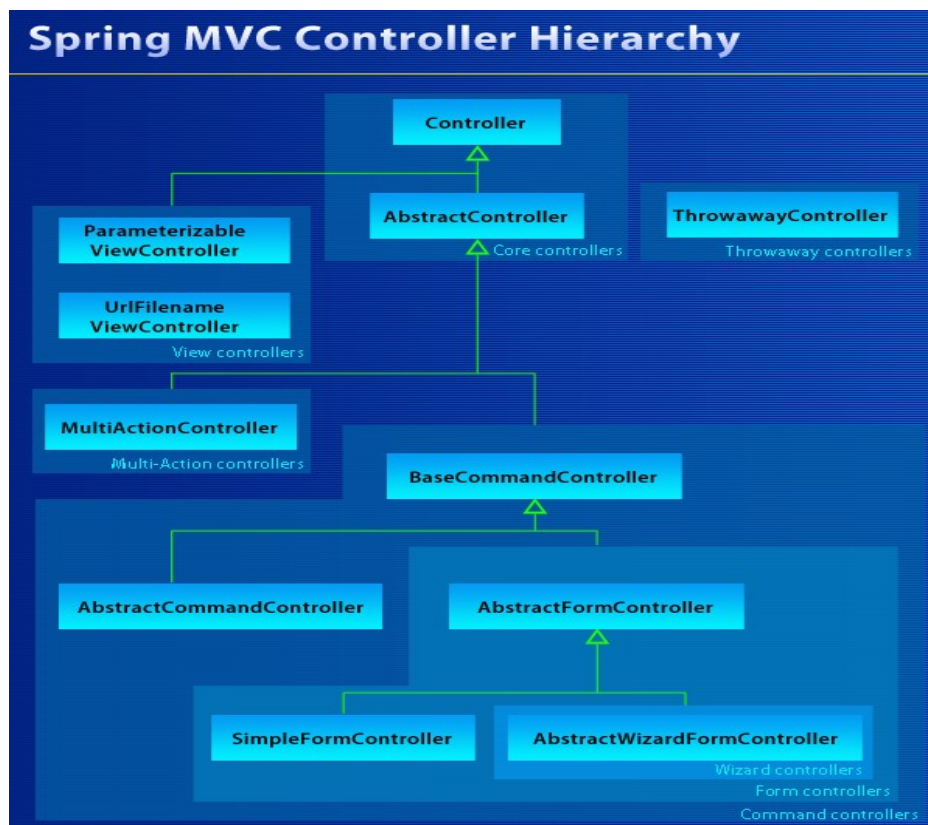 Spring MVC Controller Hierarchy
Controller
AbstractController
Core controllers
ThrowawayController
Throwaway controllers
Parameterizable
ViewController
UrlFilename
ViewController
View controllers
MultiActionController
Multi-Action controllers
BaseCommandController
AbstractCommandController
AbstractFormController
SimpleFormController
AbstractWizardFormController
Wizard controllers
Form controllers
Command controllers